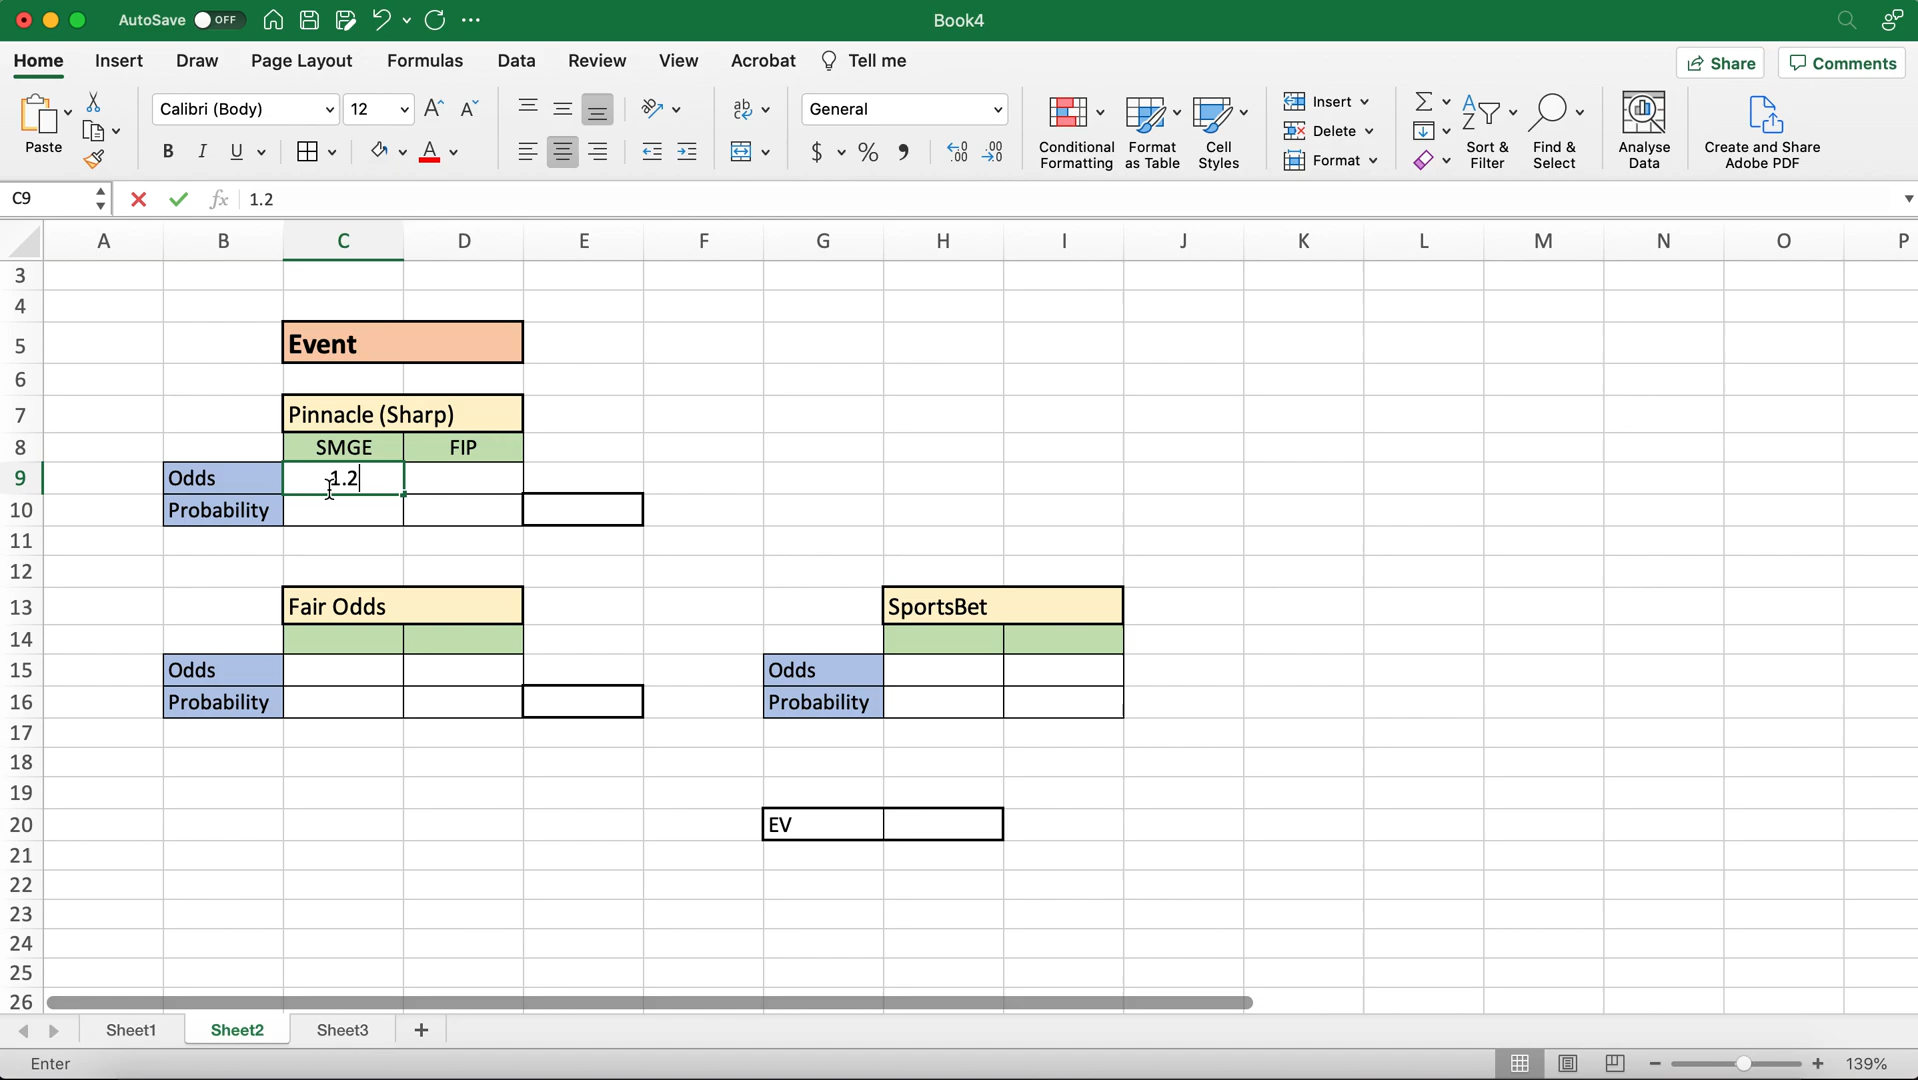 AutoSave OFF Book4
Home Insert Draw Page Layout Formulas Data Review View Acrobat Tell me Share Comments
Paste Calibri (Body) 12 General Conditional Formatting Format as Table Cell Styles Insert Delete Format Sort & Filter Find & Select Analyse Data Create and Share Adobe PDF
C9 fx 1.2
A B C D E F G H I J K L M N O P
3
4
5 Event
6
7 Pinnacle (Sharp)
8 SMGE FIP
9 Odds 1.2
10 Probability
11
12
13 Fair Odds SportsBet
14
15 Odds Odds
16 Probability Probability
17
18
19
20 EV
21
22
23
24
25
26
Sheet1 Sheet2 Sheet3 +
Enter 139%